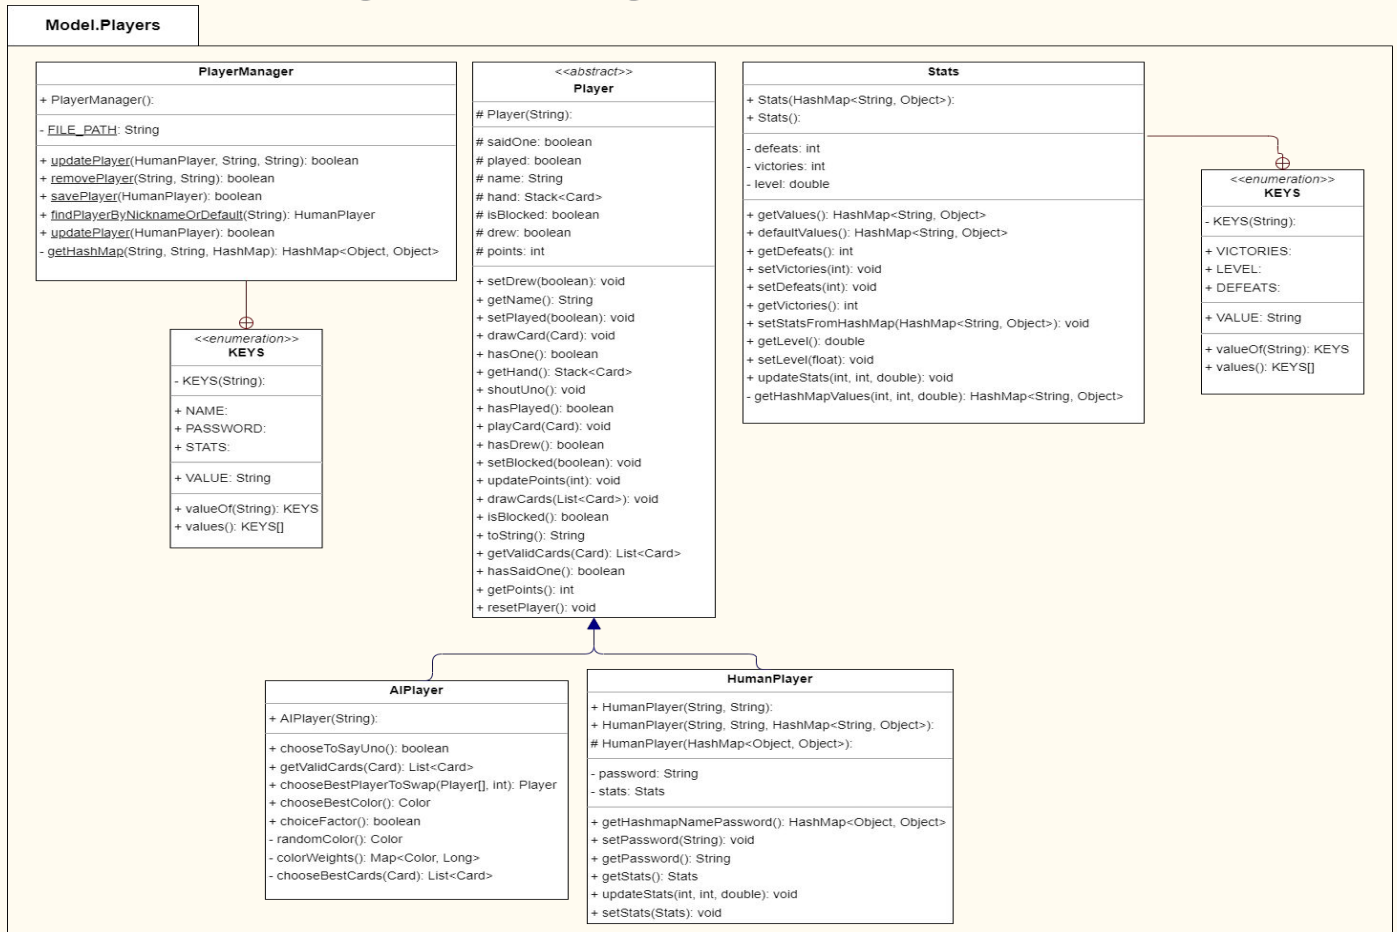 Model.Players
PlayerManager
+ PlayerManager():
- FILE_PATH: String
+ updatePlayer(HumanPlayer, String, String): boolean
+ removePlayer(String, String): boolean
+ savePlayer(HumanPlayer): boolean
+ findPlayerByNicknameOrDefault(String): HumanPlayer
+ updatePlayer(HumanPlayer): boolean
- getHashMap(String, String, HashMap): HashMap<Object, Object>
<<enumeration>>
KEYS
- KEYS(String):
+ NAME:
+ PASSWORD:
+ STATS:
+ VALUE: String
+ valueOf(String): KEYS
+ values(): KEYS[]
<<abstract>>
Player
# Player(String):
# saidOne: boolean
# played: boolean
# name: String
# hand: Stack<Card>
# isBlocked: boolean
# drew: boolean
# points: int
+ setDrew(boolean): void
+ getName(): String
+ setPlayed(boolean): void
+ drawCard(Card): void
+ hasOne(): boolean
+ getHand(): Stack<Card>
+ shoutUno(): void
+ hasPlayed(): boolean
+ playCard(Card): void
+ hasDrew(): boolean
+ setBlocked(boolean): void
+ updatePoints(int): void
+ drawCards(List<Card>): void
+ isBlocked(): boolean
+ toString(): String
+ getValidCards(Card): List<Card>
+ hasSaidOne(): boolean
+ getPoints(): int
+ resetPlayer(): void
Stats
+ Stats(HashMap<String, Object>):
+ Stats():
- defeats: int
- victories: int
- level: double
+ getValues(): HashMap<String, Object>
+ defaultValues(): HashMap<String, Object>
+ getDefeats(): int
+ setVictories(int): void
+ setDefeats(int): void
+ getVictories(): int
+ setStatsFromHashMap(HashMap<String, Object>): void
+ getLevel(): double
+ setLevel(float): void
+ updateStats(int, int, double): void
- getHashMapValues(int, int, double): HashMap<String, Object>
<<enumeration>>
KEYS
- KEYS(String):
+ VICTORIES:
+ LEVEL:
+ DEFEATS:
+ VALUE: String
+ valueOf(String): KEYS
+ values(): KEYS[]
AIPlayer
+ AIPlayer(String):
+ chooseToSayUno(): boolean
+ getValidCards(Card): List<Card>
+ chooseBestPlayerToSwap(Player[], int): Player
+ chooseBestColor(): Color
+ choiceFactor(): boolean
- randomColor(): Color
- colorWeights(): Map<Color, Long>
- chooseBestCards(Card): List<Card>
HumanPlayer
+ HumanPlayer(String, String):
+ HumanPlayer(String, String, HashMap<String, Object>):
# HumanPlayer(HashMap<Object, Object>):
- password: String
- stats: Stats
+ getHashmapNamePassword(): HashMap<Object, Object>
+ setPassword(String): void
+ getPassword(): String
+ getStats(): Stats
+ updateStats(int, int, double): void
+ setStats(Stats): void